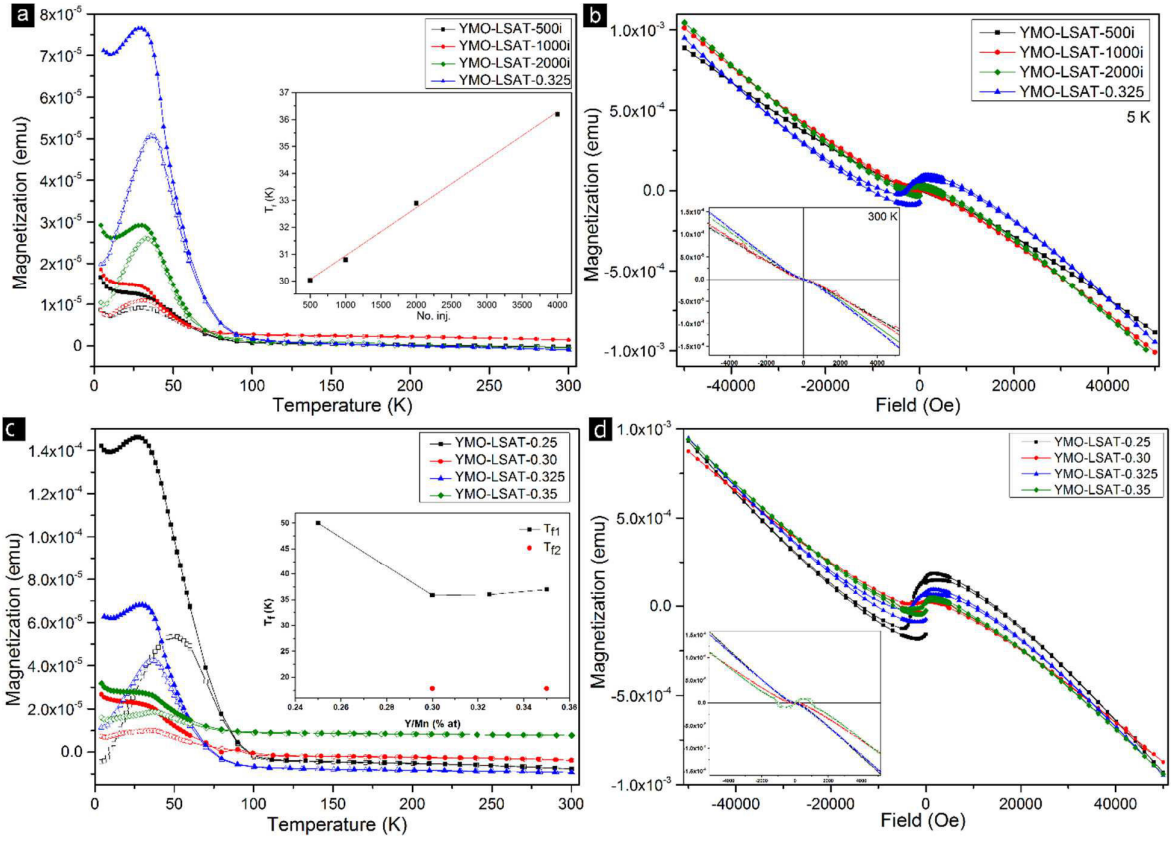 a
YMO-LSAT-500i
YMO-LSAT-1000i
YMO-LSAT-2000i
YMO-LSAT-0.325
8x10-5
7x10-5
6x10-5
5x10-5
4x10-5
3x10-5
2x10-5
1x10-5
0
Magnetization (emu)
0 50 100 150 200 250 300
Temperature (K)
37
36
35
34
33
32
31
30
500 1000 1500 2000 2500 3000 3500 4000
No. inj.
b
YMO-LSAT-500i
YMO-LSAT-1000i
YMO-LSAT-2000i
YMO-LSAT-0.325
5 K
1.0x10-3
5.0x10-4
0.0
-5.0x10-4
-1.0x10-3
Magnetization (emu)
-40000 -20000 0 20000 40000
Field (Oe)
300 K
-4000 -2000 0 2000 4000
c
YMO-LSAT-0.25
YMO-LSAT-0.30
YMO-LSAT-0.325
YMO-LSAT-0.35
1.4x10-4
1.2x10-4
1.0x10-4
8.0x10-5
6.0x10-5
4.0x10-5
2.0x10-5
0.0
Magnetization (emu)
0 50 100 150 200 250 300
Temperature (K)
Tf1
Tf2
50
45
40
35
30
25
20
15
Tf(K)
0.24 0.26 0.28 0.30 0.32 0.34 0.36
Y/Mn (% at)
d
YMO-LSAT-0.25
YMO-LSAT-0.30
YMO-LSAT-0.325
YMO-LSAT-0.35
1.0x10-3
5.0x10-4
0.0
-5.0x10-4
-1.0x10-3
Magnetization (emu)
-40000 -20000 0 20000 40000
Field (Oe)